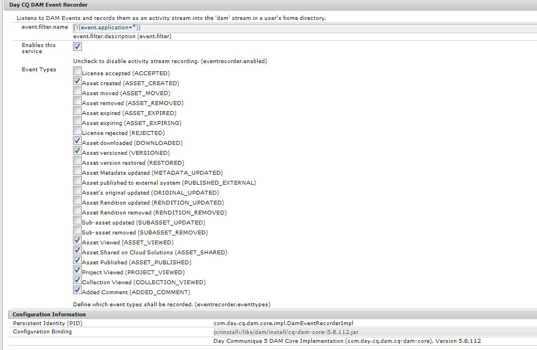 Day CQ DAM Event Recorder
Listens to DAM Events and records them as an activity stream into the 'dam' stream in a user's home directory.
event.filter.name (!(event.application=*))
event.filter.description (event.filter)
Enables this service
Uncheck to disable activity stream recording. (eventrecorder.enabled)
Event Types
License accepted (ACCEPTED)
Asset created (ASSET_CREATED)
Asset moved (ASSET_MOVED)
Asset removed (ASSET_REMOVED)
Asset expired (ASSET_EXPIRED)
Asset expiring (ASSET_EXPIRING)
License rejected (REJECTED)
Asset downloaded (DOWNLOADED)
Asset versioned (VERSIONED)
Asset version restored (RESTORED)
Asset Metadata updated (METADATA_UPDATED)
Asset published to external system (PUBLISHED_EXTERNAL)
Asset's original updated (ORIGINAL_UPDATED)
Asset Rendition updated (RENDITION_UPDATED)
Asset Rendition removed (RENDITION_REMOVED)
Sub-asset updated (SUBASSET_UPDATED)
Sub-asset removed (SUBASSET_REMOVED)
Asset Viewed (ASSET_VIEWED)
Asset Shared on Cloud Solutions (ASSET_SHARED)
Asset Published (ASSET_PUBLISHED)
Project Viewed (PROJECT_VIEWED)
Collection Viewed (COLLECTION_VIEWED)
Added Comment (ADDED_COMMENT)
Define which event types shall be recorded. (eventrecorder.eventtypes)
Configuration Information
Persistent Identity (PID) com.day.cq.dam.core.impl.DamEventRecorderImpl
Configuration Binding jcrinstall:/libs/dam/install/cq-dam-core-5.8.112.jar
Day Communique 5 DAM Core Implementation (com.day.cq.dam.cq-dam-core), Version 5.8.112